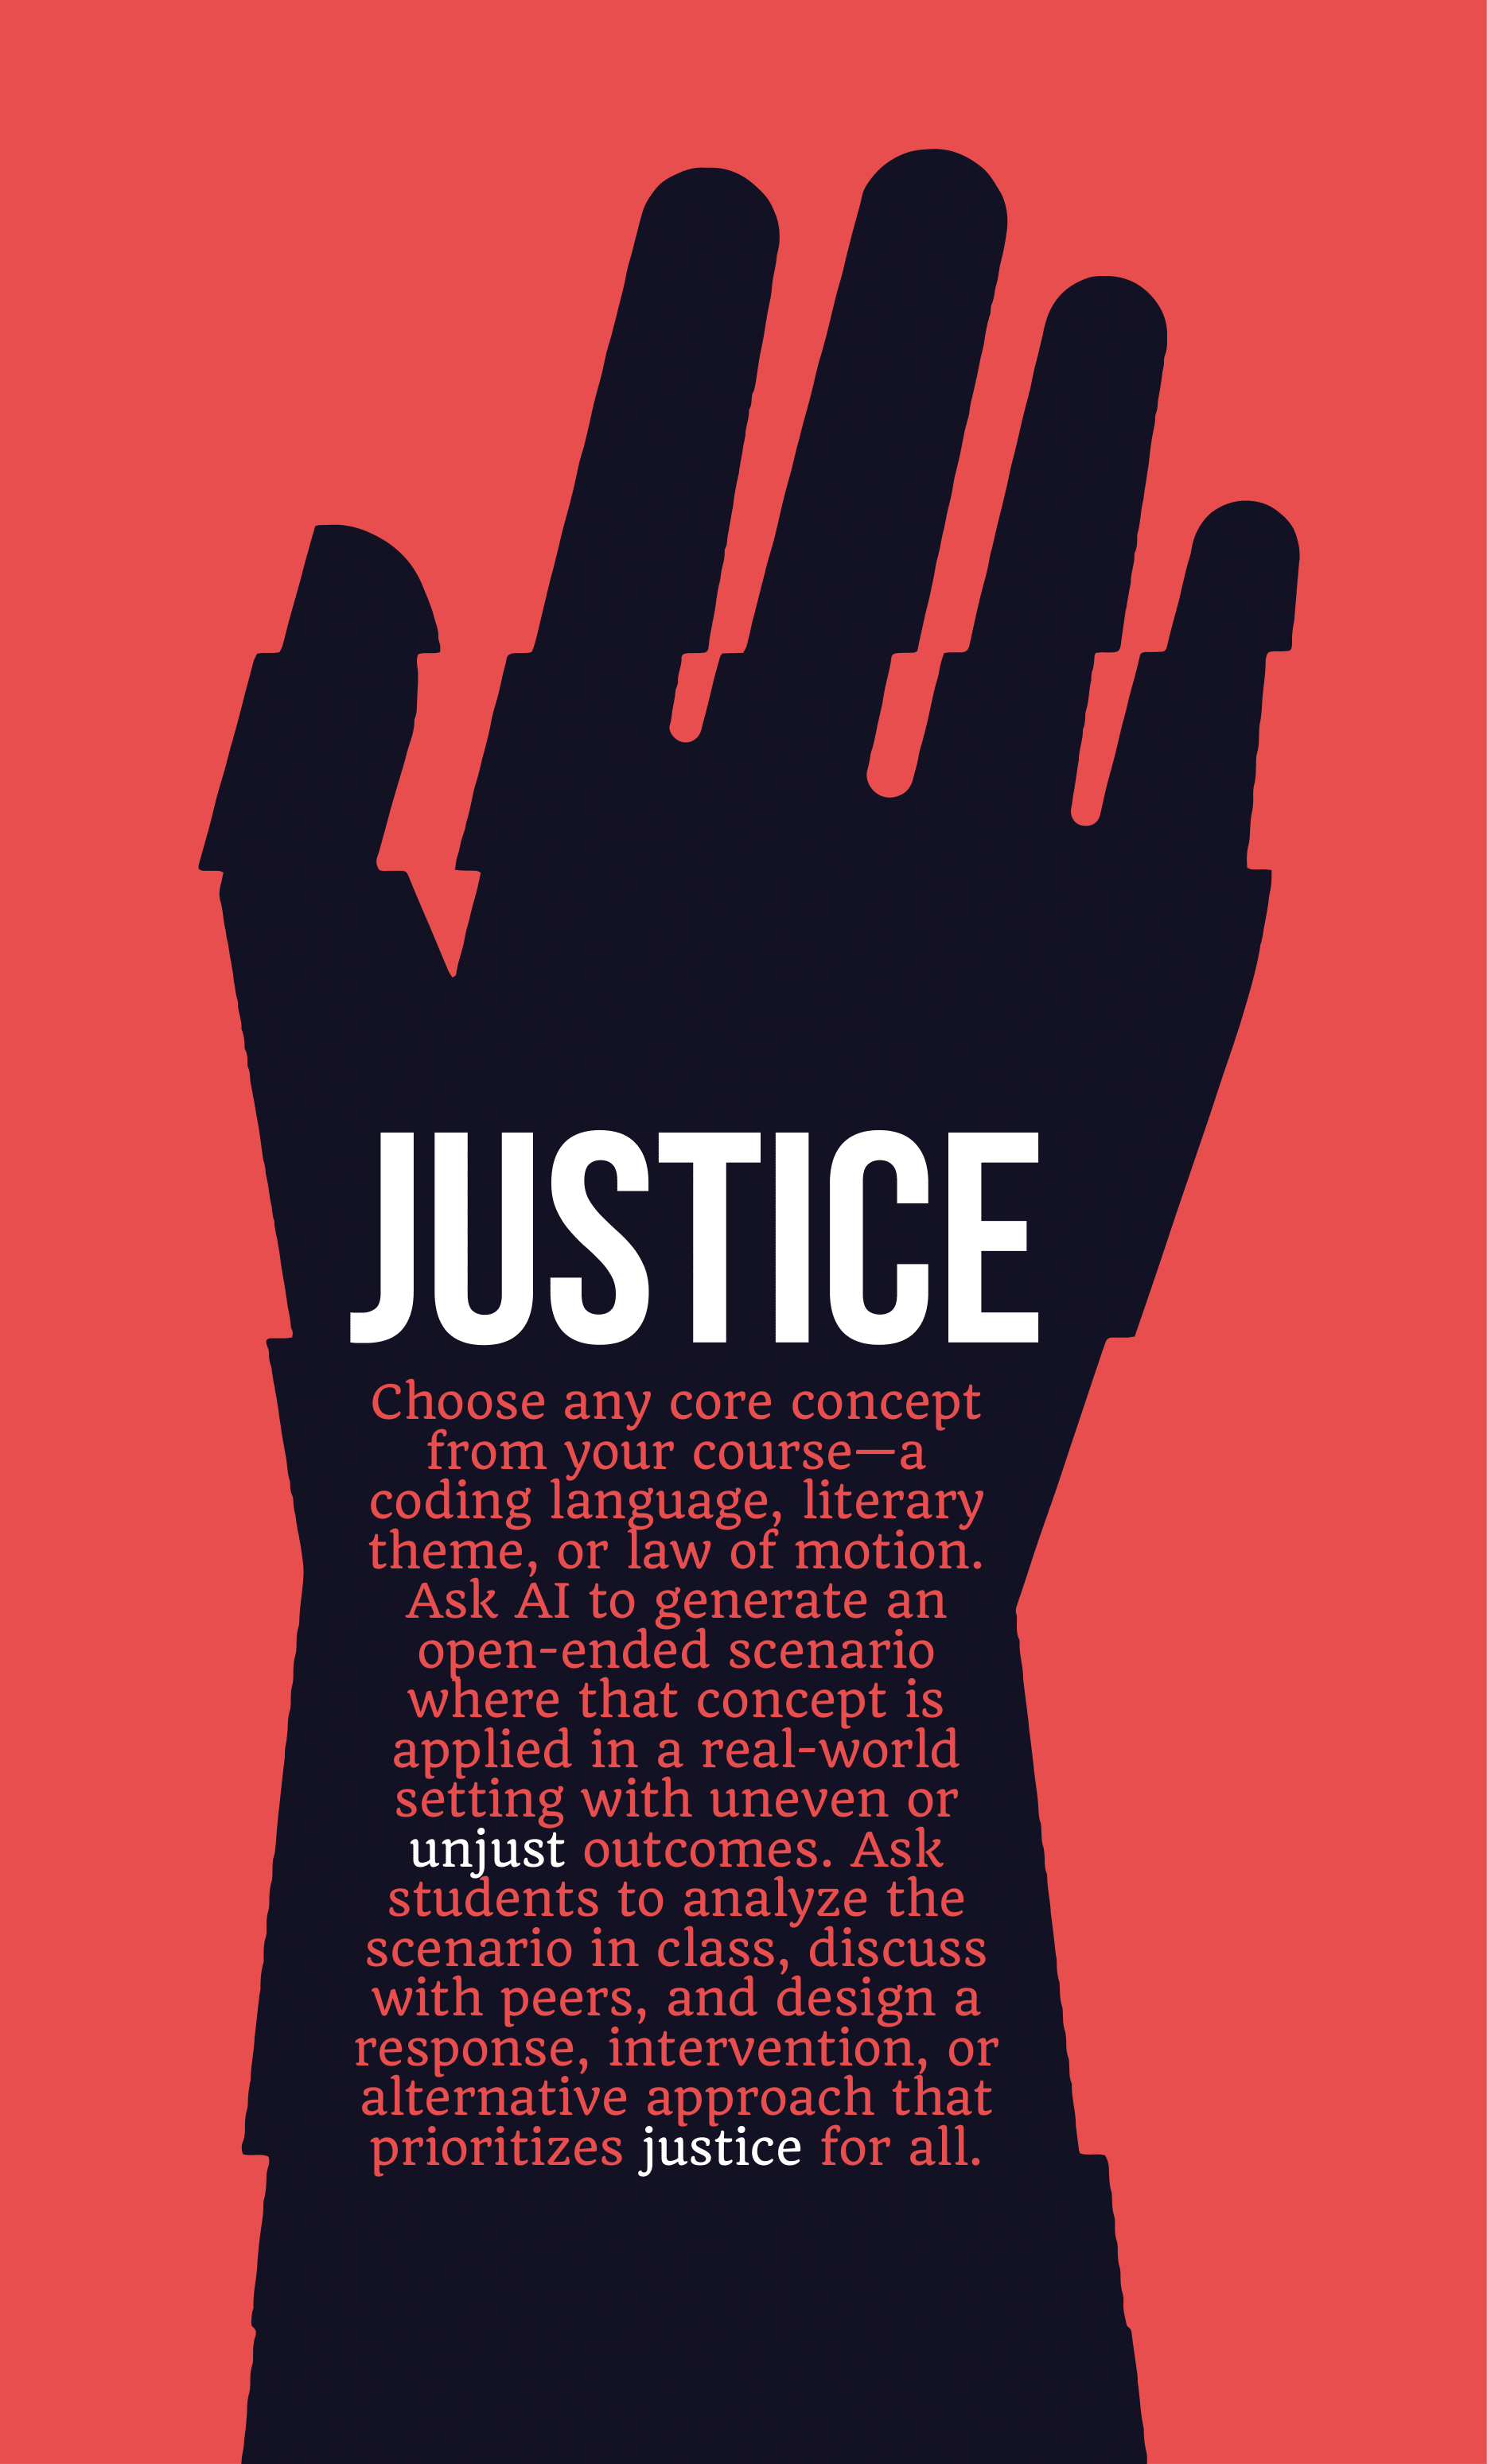 JUSTICE
Choose any core concept
from your course—a
coding language, literary
theme, or law of motion.
Ask AI to generate an
open-ended scenario
where that concept is
applied in a real-world
setting with uneven or
unjust outcomes. Ask
students to analyze the
scenario in class, discuss
with peers, and design a
response, intervention, or
alternative approach that
prioritizes justice for all.